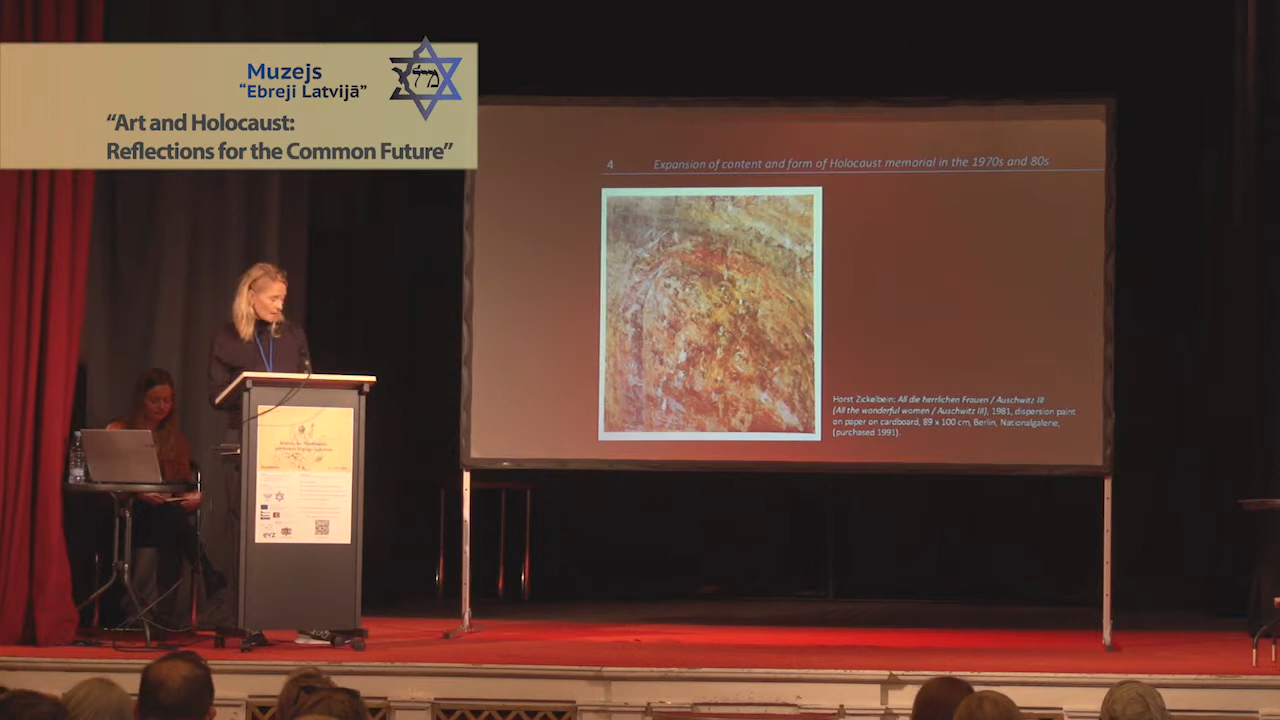 Muzejs
“Ebreji Latvijā”
“Art and Holocaust:
Reflections for the Common Future”
4 Expansion of content and form of Holocaust memorial in the 1970s and 80s
Horst Zickelbein: All die herrlichen Frauen / Auschwitz III
(All the wonderful women / Auschwitz III), 1981, dispersion paint
on paper on cardboard, 89 x 100 cm, Berlin, Nationalgalerie,
(purchased 1991).